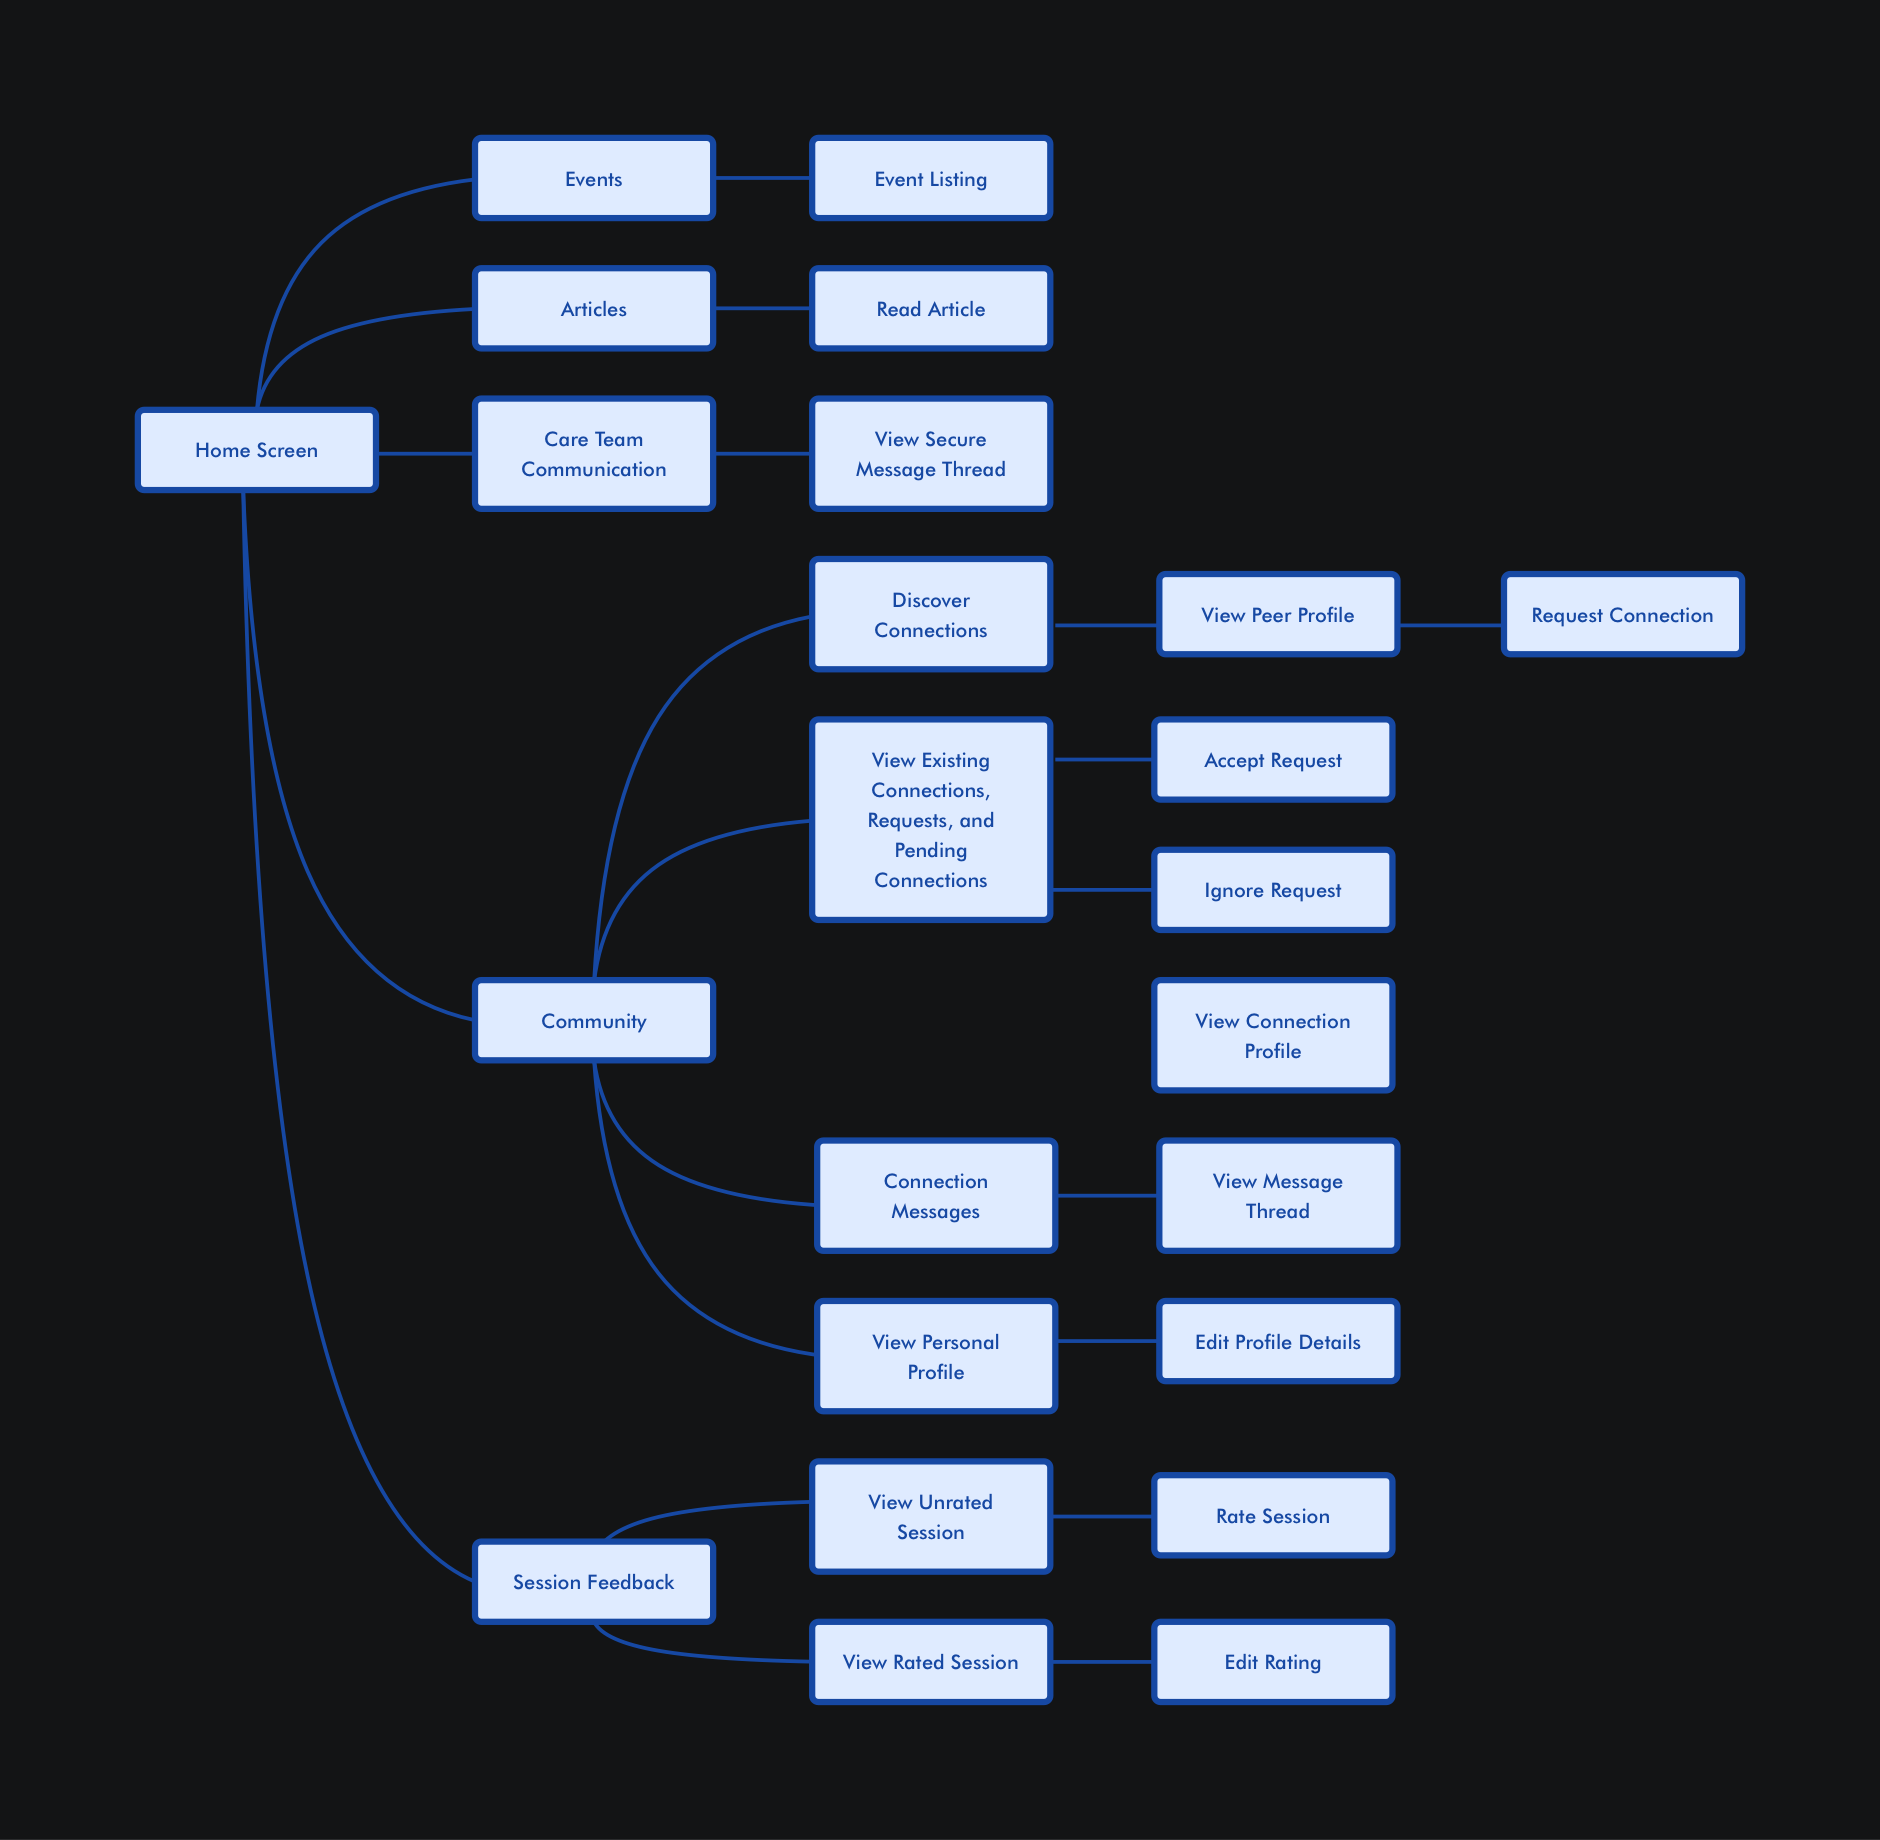 Events
Event Listing
Articles
Read Article
Home Screen
Care Team
Communication
View Secure
Message Thread
Discover
Connections
View Peer Profile
Request Connection
View Existing
Connections,
Requests, and
Pending
Connections
Accept Request
Ignore Request
Community
View Connection
Profile
Connection
Messages
View Message
Thread
View Personal
Profile
Edit Profile Details
Session Feedback
View Unrated
Session
Rate Session
View Rated Session
Edit Rating